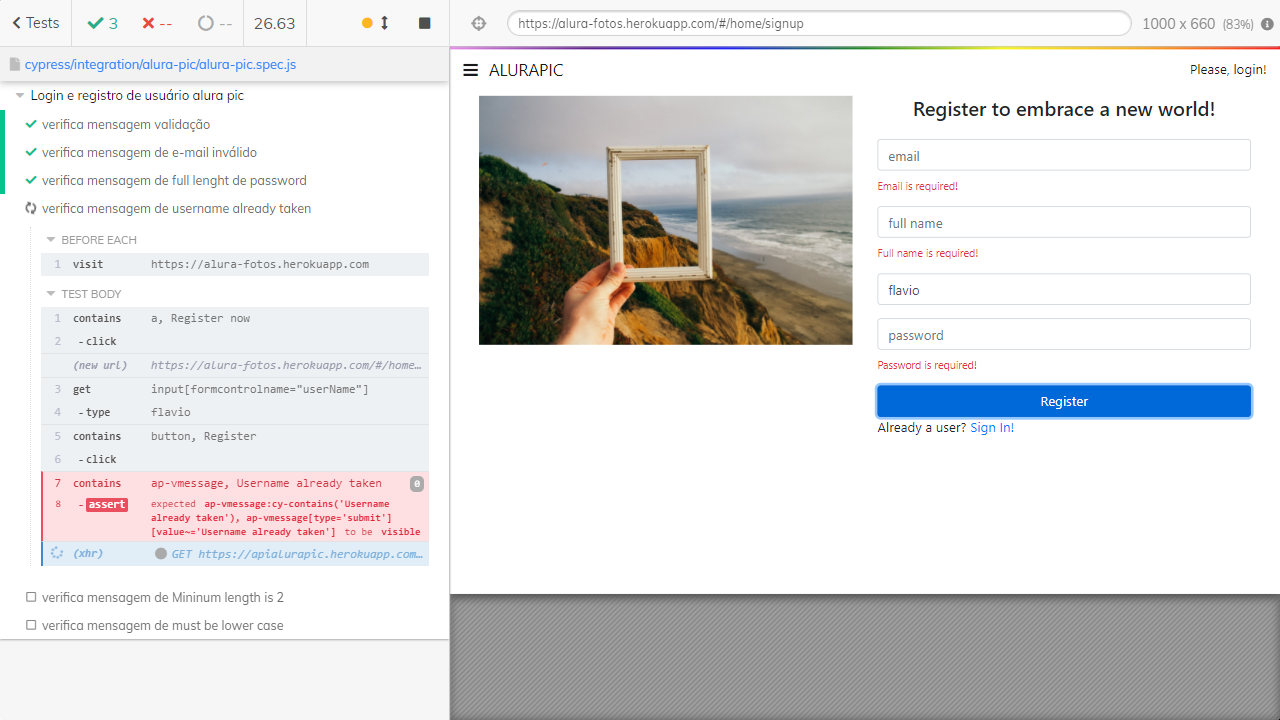 Tests
3
--
--
26.63
https://alura-fotos.herokuapp.com/#/home/signup
1000 x 660 (83%)
cypress/integration/alura-pic/alura-pic.spec.js
Login e registro de usuário alura pic
verifica mensagem validação
verifica mensagem de e-mail inválido
verifica mensagem de full lenght de password
verifica mensagem de username already taken
BEFORE EACH
1 visit https://alura-fotos.herokuapp.com
TEST BODY
1 contains a, Register now
2 -click
(new url) https://alura-fotos.herokuapp.com/#/home…
3 get input[formcontrolname="userName"]
4 -type flavio
5 contains button, Register
6 -click
7 contains ap-vmessage, Username already taken 0
8 -assert expected ap-vmessage:cy-contains('Username
already taken'), ap-vmessage[type='submit']
[value~='Username already taken'] to be visible
(xhr) GET https://apialurapic.herokuapp.com…
verifica mensagem de Mininum length is 2
verifica mensagem de must be lower case
ALURAPIC
Please, login!
Register to embrace a new world!
email
Email is required!
full name
Full name is required!
flavio
password
Password is required!
Register
Already a user? Sign In!